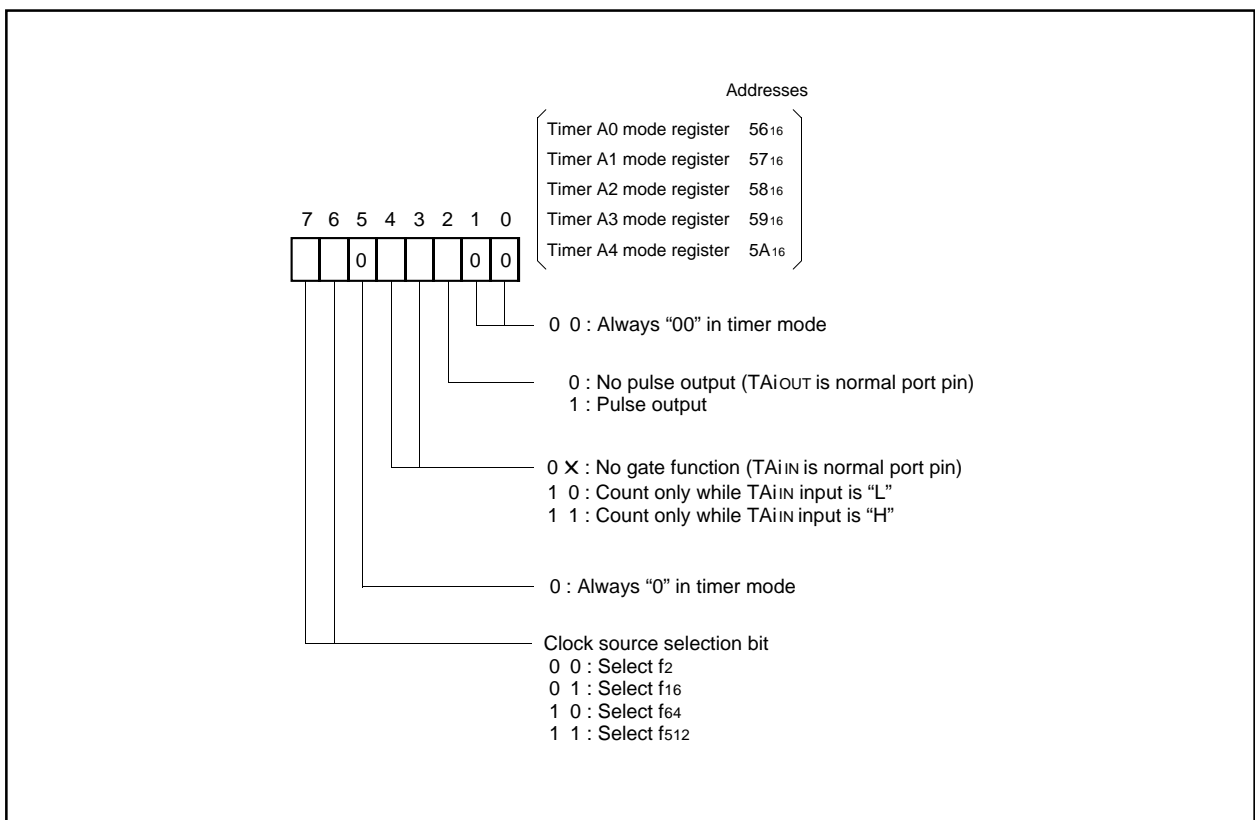 Addresses
Timer A0 mode register 56₁₆
Timer A1 mode register 57₁₆
Timer A2 mode register 58₁₆
Timer A3 mode register 59₁₆
Timer A4 mode register 5A₁₆
7 6 5 4 3 2 1 0
0 0 0
0 0 : Always “00” in timer mode
0 : No pulse output (TAiOUT is normal port pin)
1 : Pulse output
0 × : No gate function (TAiIN is normal port pin)
1 0 : Count only while TAiIN input is “L”
1 1 : Count only while TAiIN input is “H”
0 : Always “0” in timer mode
Clock source selection bit
0 0 : Select f₂
0 1 : Select f₁₆
1 0 : Select f₆₄
1 1 : Select f₅₁₂